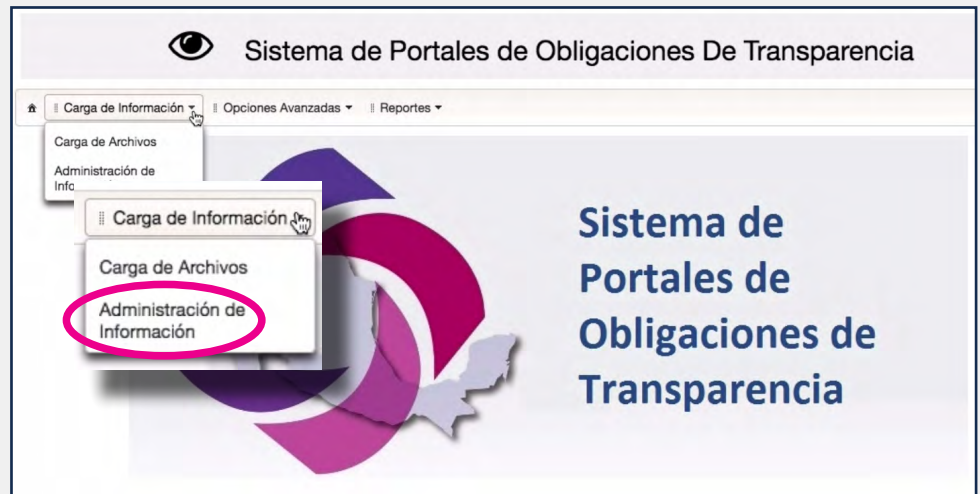 Sistema de Portales de Obligaciones De Transparencia
Carga de Información
Opciones Avanzadas
Reportes
Carga de Archivos
Administración de
Info
Carga de Información
Carga de Archivos
Administración de
Información
Sistema de
Portales de
Obligaciones de
Transparencia